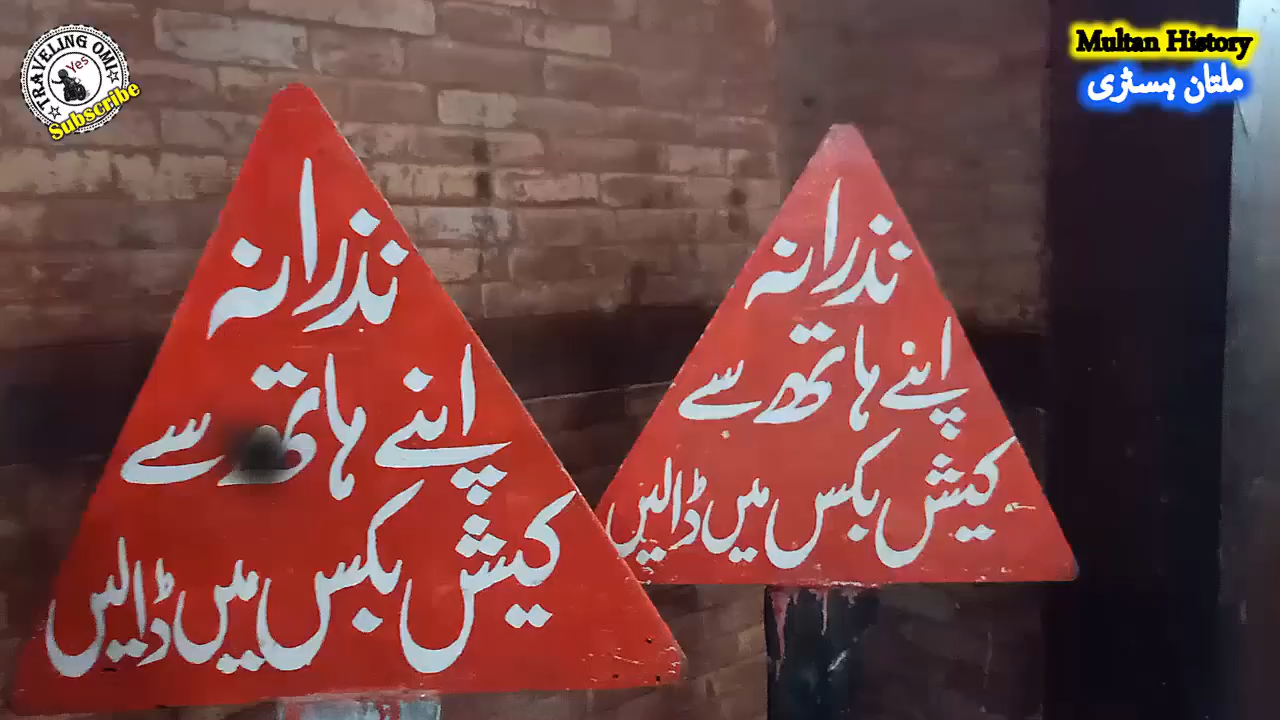 TRAVELING OMI
Yes
Subscribe
Multan History
ملتان ہسٹری
نذرانہ
اپنے ہاتھ سے
کیش بکس میں ڈالیں
نذرانہ
اپنے ہاتھ سے
کیش بکس میں ڈالیں